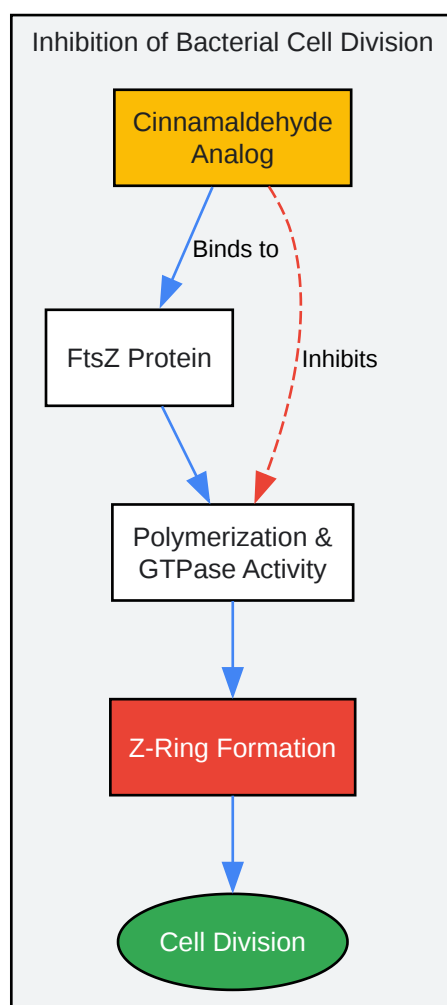 Inhibition of Bacterial Cell Division
Cinnamaldehyde
Analog
Binds to
FtsZ Protein
Inhibits
Polymerization &
GTPase Activity
Z-Ring Formation
Cell Division